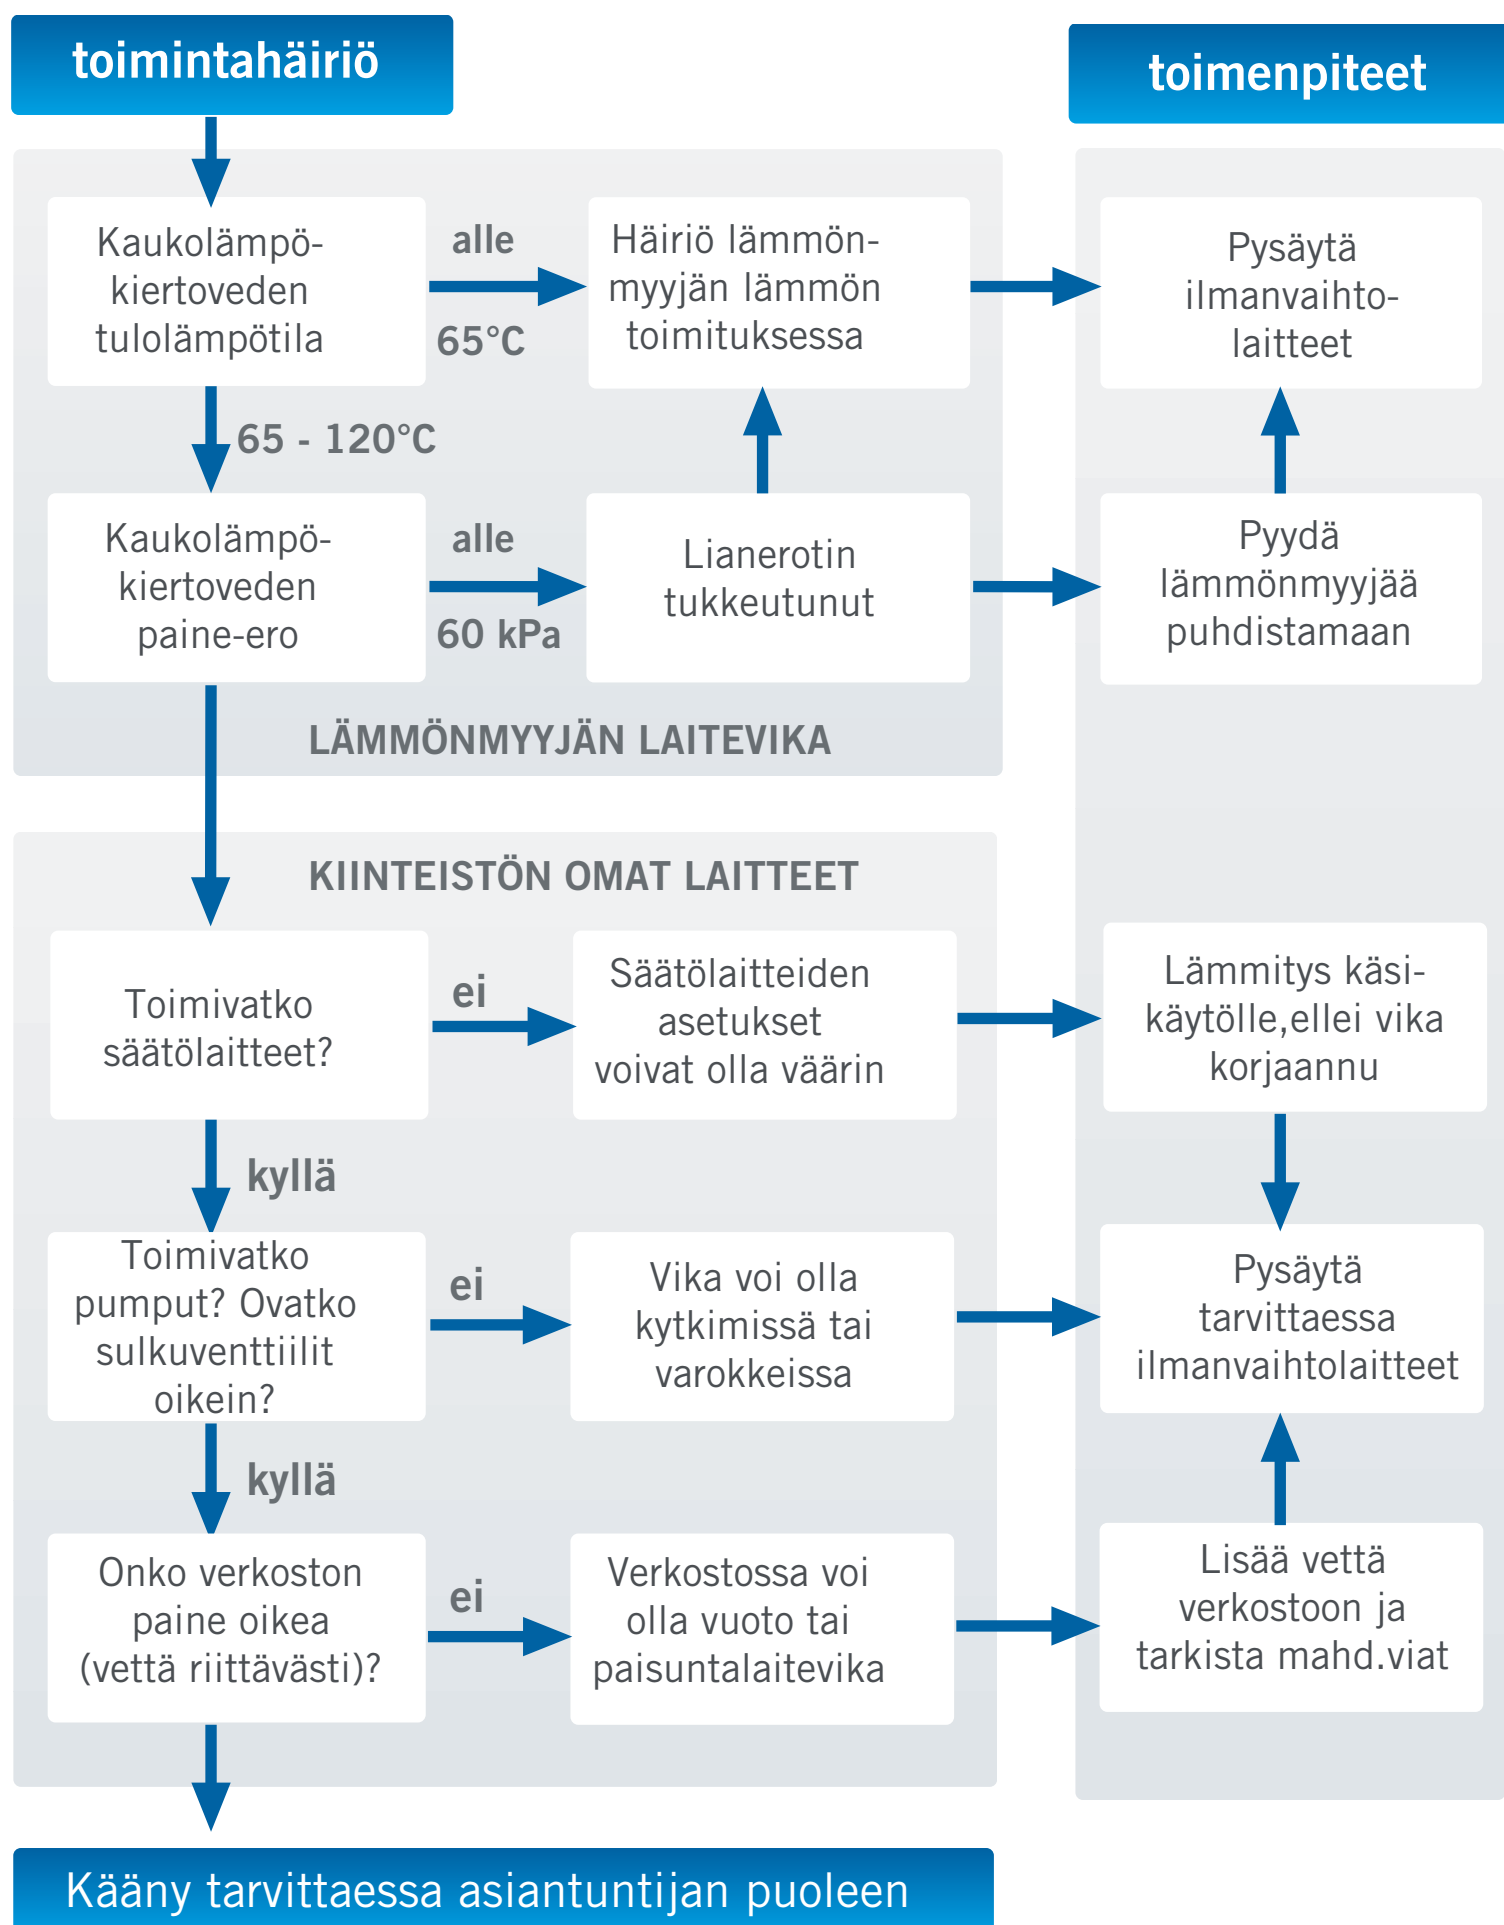 toimintahäiriö
toimenpiteet
Kaukolämpö-
kiertoveden
tulolämpötila
alle
65°C
Häiriö lämmön-
myyjän lämmön
toimituksessa
Pysäytä
ilmanvaihto-
laitteet
65 - 120°C
Kaukolämpö-
kiertoveden
paine-ero
alle
60 kPa
Lianerotin
tukkeutunut
Pyydä
lämmönmyyjää
puhdistamaan
LÄMMÖNMYYJÄN LAITEVIKA
KIINTEISTÖN OMAT LAITTEET
Toimivatko
säätölaitteet?
ei
Säätölaitteiden
asetukset
voivat olla väärin
Lämmitys käsi-
käytölle,ellei vika
korjaannu
kyllä
Toimivatko
pumput? Ovatko
sulkuventtiilit
oikein?
ei
Vika voi olla
kytkimissä tai
varokkeissa
Pysäytä
tarvittaessa
ilmanvaihtolaitteet
kyllä
Onko verkoston
paine oikea
(vettä riittävästi)?
ei
Verkostossa voi
olla vuoto tai
paisuntalaitevika
Lisää vettä
verkostoon ja
tarkista mahd.viat
Kääny tarvittaessa asiantuntijan puoleen